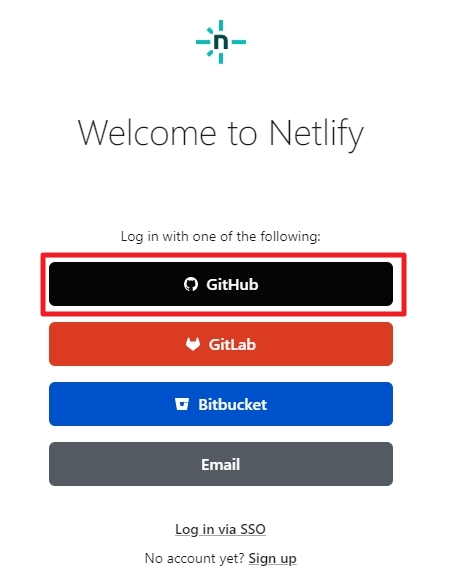 n
Welcome to Netlify
Log in with one of the following:
GitHub
GitLab
Bitbucket
Email
Log in via SSO
No account yet? Sign up